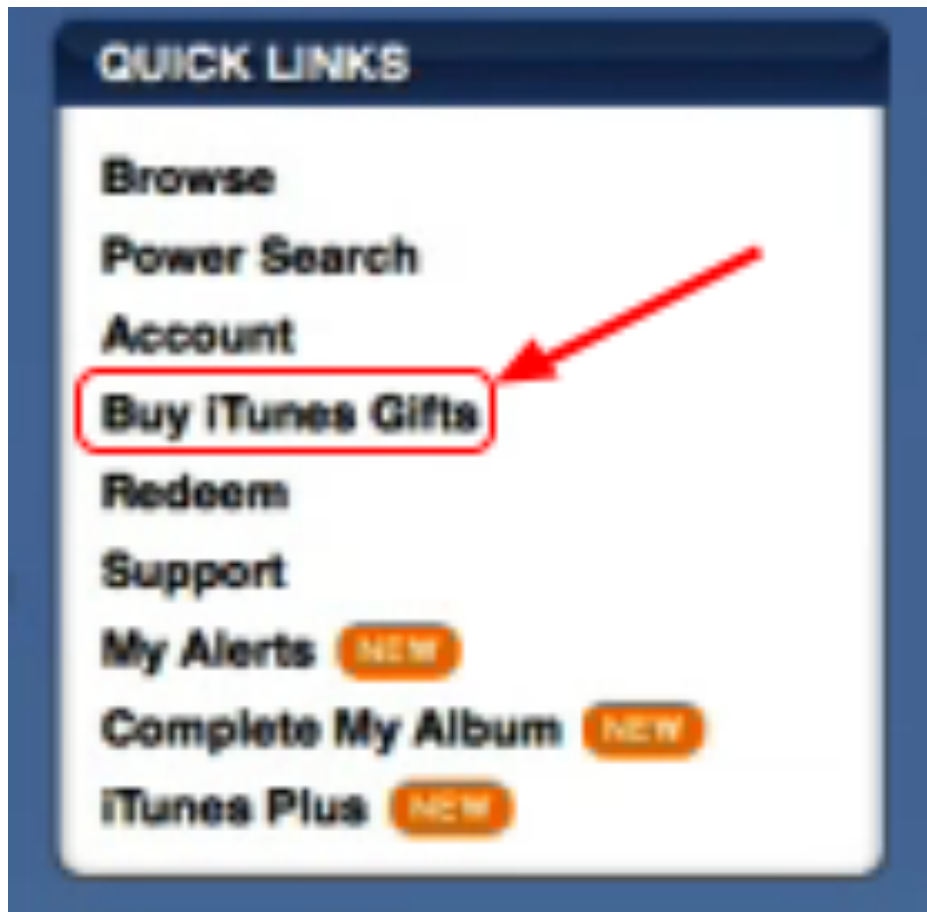 QUICK LINKS
Browse
Power Search
Account
Buy iTunes Gifts
Redeem
Support
My Alerts NEW
Complete My Album NEW
iTunes Plus NEW